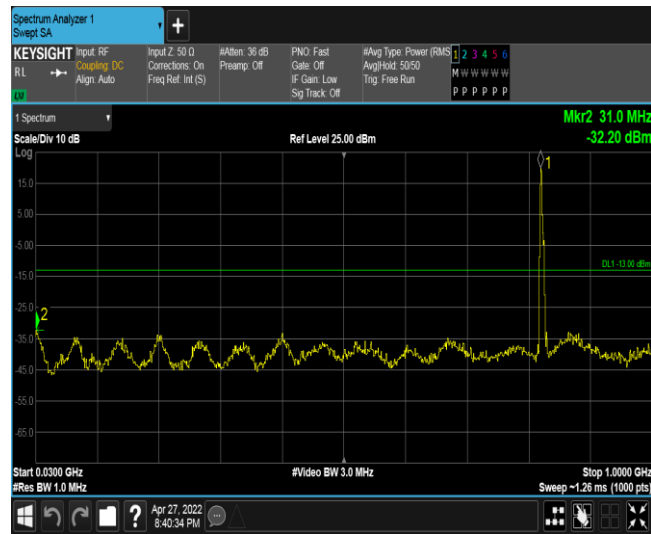 Spectrum Analyzer 1
Swept SA
+
KEYSIGHT Input: RF Input Z: 50 Ω #Atten: 36 dB PNO: Fast #Avg Type: Power (RMS 1 2 3 4 5 6
RL Coupling: DC Corrections: On Preamp: Off Gate: Off Avg|Hold: 50/50 M W W W W W
Align: Auto Freq Ref: Int (S) IF Gain: Low Trig: Free Run
Sig Track: Off P P P P P P
LXI
1 Spectrum
Mkr2 31.0 MHz
Scale/Div 10 dB Ref Level 25.00 dBm -32.20 dBm
Log
1
15.0
5.00
-5.00
DL1 -13.00 dBm
-15.0
-25.0
2
-35.0
-45.0
-55.0
-65.0
Start 0.0300 GHz #Video BW 3.0 MHz Stop 1.0000 GHz
#Res BW 1.0 MHz Sweep ~1.26 ms (1000 pts)
? Apr 27, 2022
8:40:34 PM